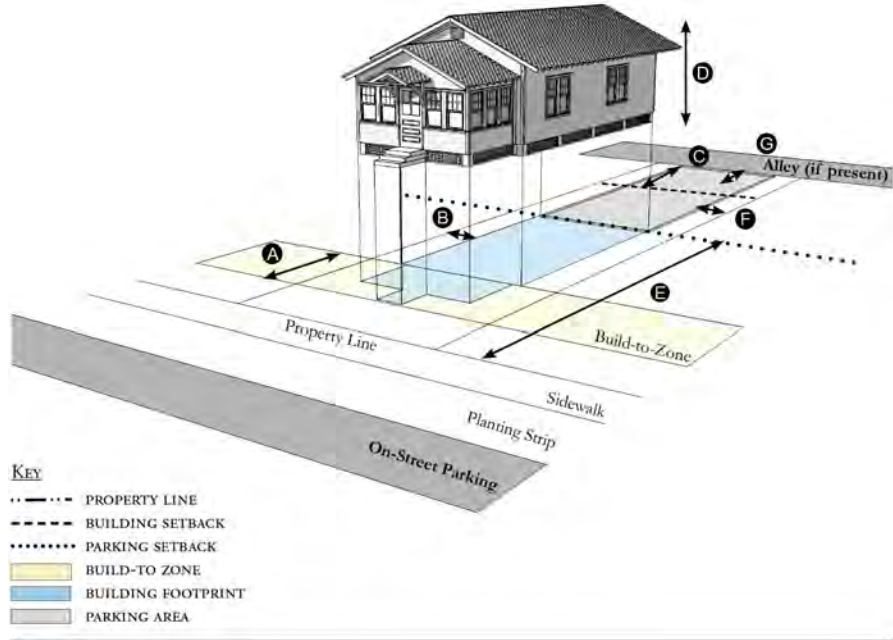 D
G
C
Alley (if present)
B
F
A
E
Property Line
Build-to-Zone
Sidewalk
Planting Strip
On-Street Parking
KEY
PROPERTY LINE
BUILDING SETBACK
PARKING SETBACK
BUILD-TO ZONE
BUILDING FOOTPRINT
PARKING AREA